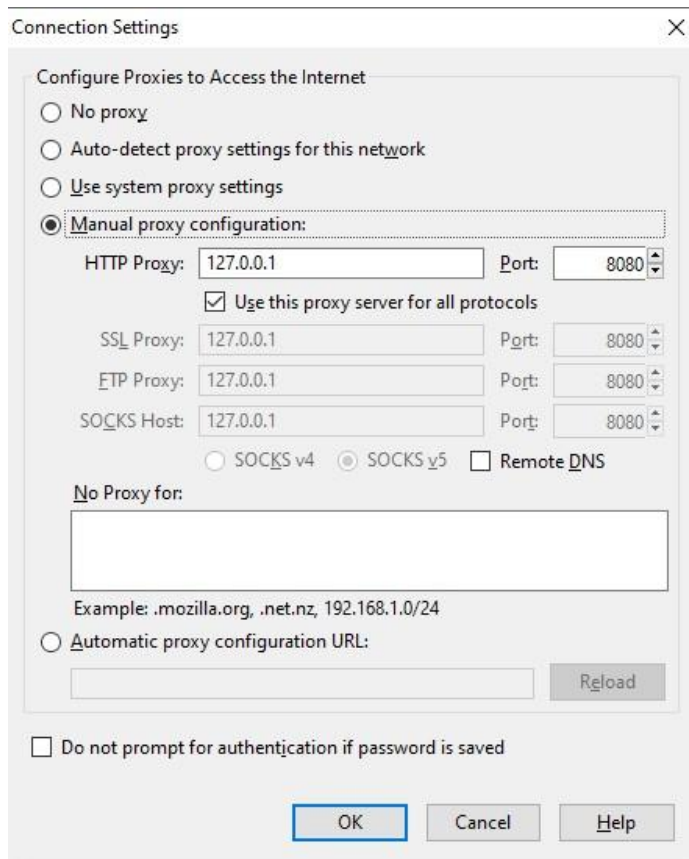 Connection Settings
Configure Proxies to Access the Internet
No proxy
Auto-detect proxy settings for this network
Use system proxy settings
Manual proxy configuration:
HTTP Proxy: 127.0.0.1 Port: 8080
Use this proxy server for all protocols
SSL Proxy: 127.0.0.1 Port: 8080
FTP Proxy: 127.0.0.1 Port: 8080
SOCKS Host: 127.0.0.1 Port: 8080
SOCKS v4 SOCKS v5 Remote DNS
No Proxy for:
Example: .mozilla.org, .net.nz, 192.168.1.0/24
Automatic proxy configuration URL:
Reload
Do not prompt for authentication if password is saved
OK Cancel Help